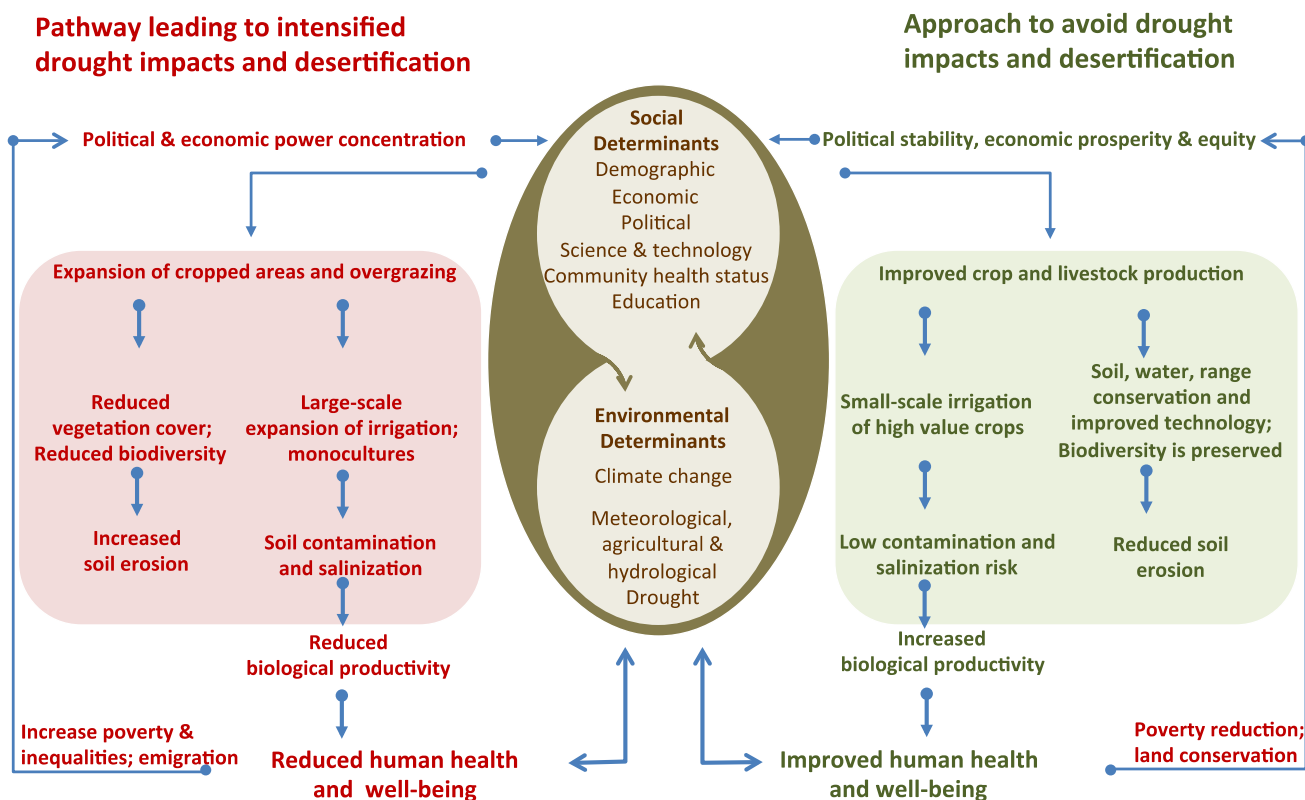 Pathway leading to intensified
drought impacts and desertification
Approach to avoid drought
impacts and desertification
Political & economic power concentration
Social
Determinants
Demographic
Economic
Political
Science & technology
Community health status
Education
Political stability, economic prosperity & equity
Expansion of cropped areas and overgrazing
Reduced
vegetation cover;
Reduced biodiversity
Large-scale
expansion of irrigation;
monocultures
Increased
soil erosion
Soil contamination
and salinization
Reduced
biological productivity
Increase poverty &
inequalities; emigration
Reduced human health
and well-being
Environmental
Determinants
Climate change
Meteorological,
agricultural &
hydrological
Drought
Improved crop and livestock production
Small-scale irrigation
of high value crops
Soil, water, range
conservation and
improved technology;
Biodiversity is preserved
Low contamination and
salinization risk
Reduced soil
erosion
Increased
biological productivity
Improved human health
and well-being
Poverty reduction;
land conservation